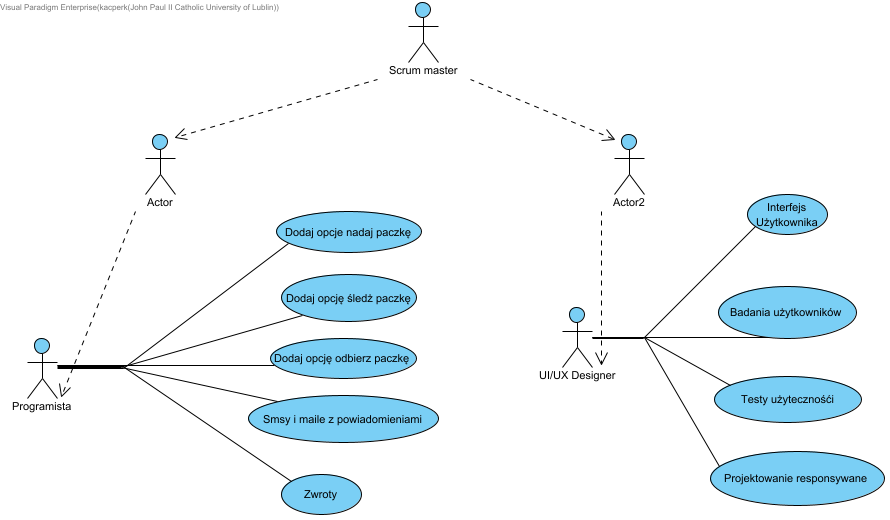 Visual Paradigm Enterprise(kacperk(John Paul II Catholic University of Lublin))
Scrum master
Actor
Actor2
Dodaj opcje nadaj paczkę
Dodaj opcję śledź paczkę
Dodaj opcję odbierz paczkę
Smsy i maile z powiadomieniami
Zwroty
Programista
Interfejs
Użytkownika
Badania użytkowników
Testy użyteczności
Projektowanie responsywane
UI/UX Designer